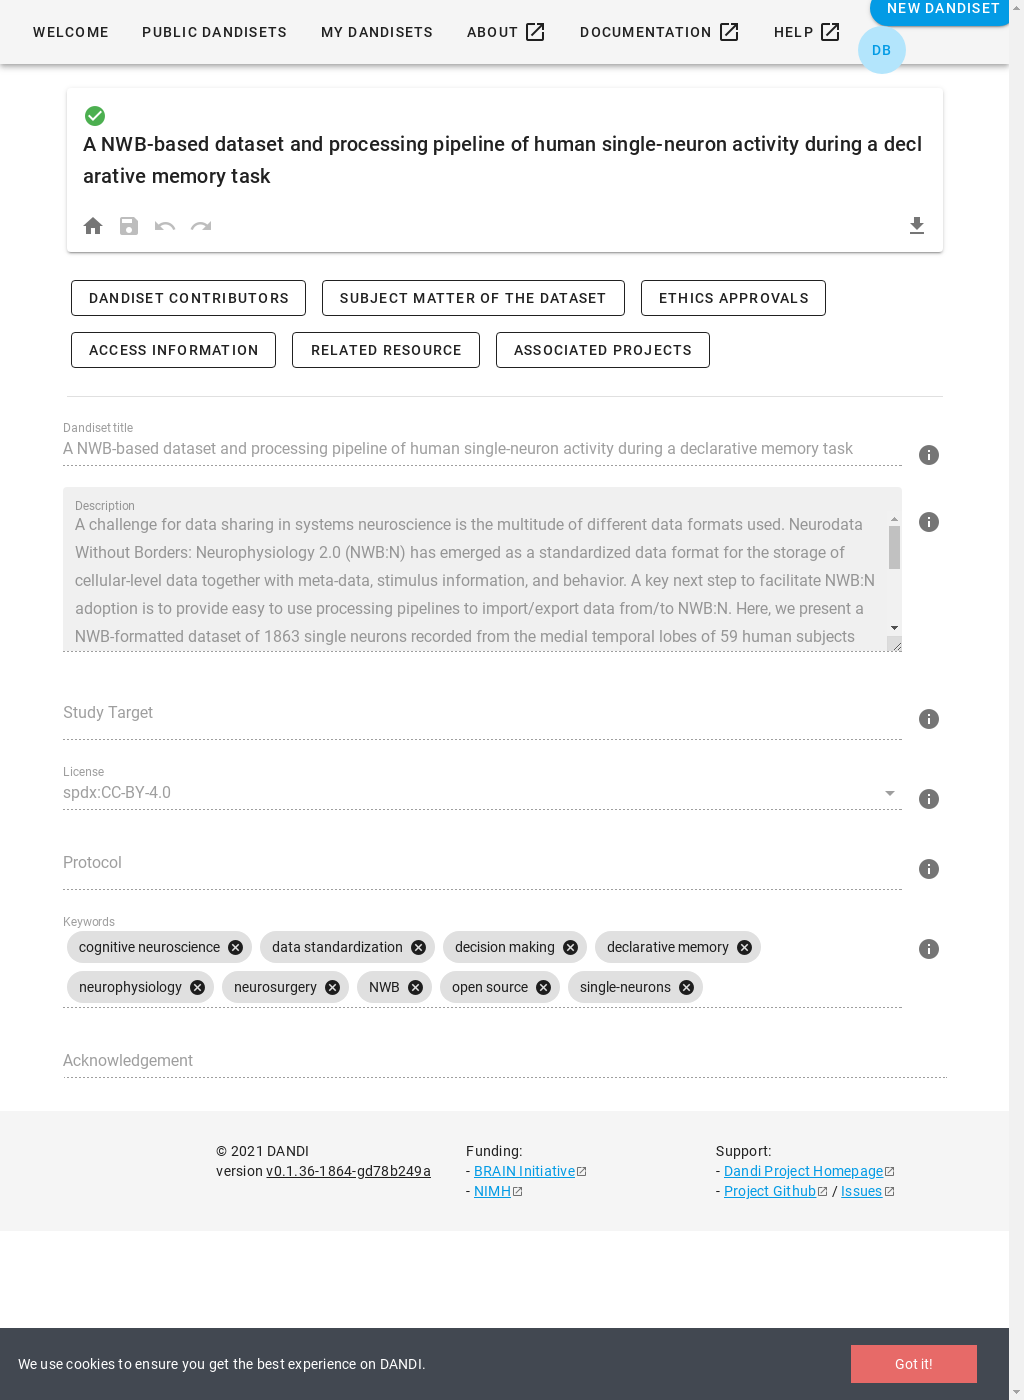 WELCOME PUBLIC DANDISETS MY DANDISETS ABOUT DOCUMENTATION HELP NEW DANDISET
DB
A NWB-based dataset and processing pipeline of human single-neuron activity during a decl
arative memory task
DANDISET CONTRIBUTORS SUBJECT MATTER OF THE DATASET ETHICS APPROVALS
ACCESS INFORMATION RELATED RESOURCE ASSOCIATED PROJECTS
Dandiset title
A NWB-based dataset and processing pipeline of human single-neuron activity during a declarative memory task
Description
A challenge for data sharing in systems neuroscience is the multitude of different data formats used. Neurodata
Without Borders: Neurophysiology 2.0 (NWB:N) has emerged as a standardized data format for the storage of
cellular-level data together with meta-data, stimulus information, and behavior. A key next step to facilitate NWB:N
adoption is to provide easy to use processing pipelines to import/export data from/to NWB:N. Here, we present a
NWB-formatted dataset of 1863 single neurons recorded from the medial temporal lobes of 59 human subjects
Study Target
License
spdx:CC-BY-4.0
Protocol
Keywords
cognitive neuroscience data standardization decision making declarative memory
neurophysiology neurosurgery NWB open source single-neurons
Acknowledgement
© 2021 DANDI
version v0.1.36-1864-gd78b249a
Funding:
- BRAIN Initiative
- NIMH
Support:
- Dandi Project Homepage
- Project Github / Issues
We use cookies to ensure you get the best experience on DANDI.
Got it!